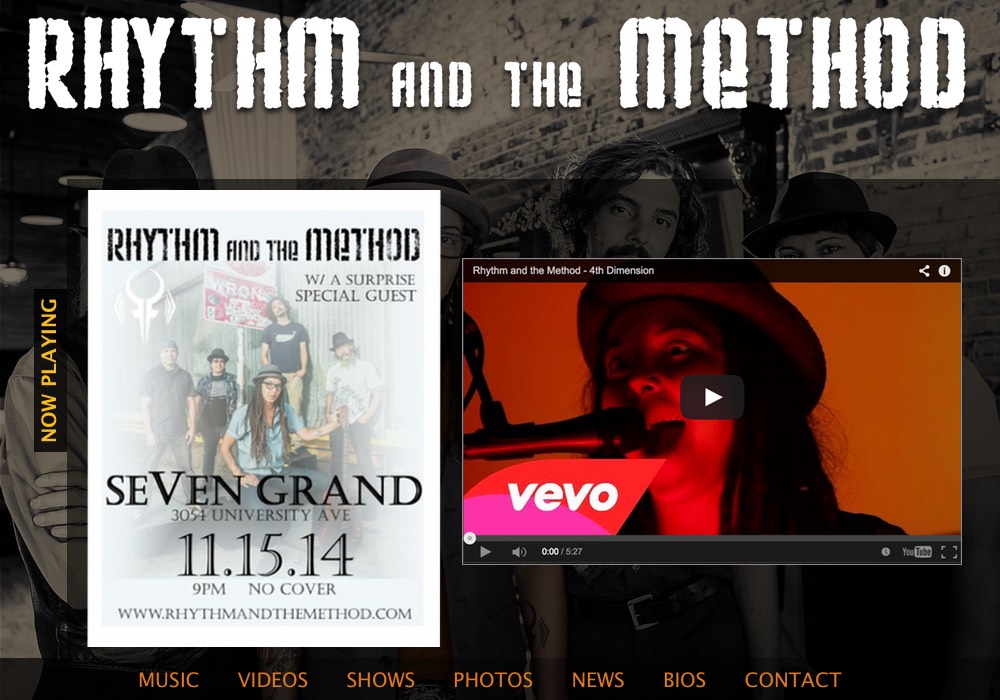 RHYTHM AND THE METHOD
NOW PLAYING
RHYTHM AND THE METHOD
W/ A SURPRISE
SPECIAL GUEST
WRONG
SEVEN GRAND
3054 UNIVERSITY AVE
11.15.14
9PM NO COVER
WWW.RHYTHMANDTHEMETHOD.COM
Rhythm and the Method - 4th Dimension
vevo
0:00 / 5:27
YouTube
MUSIC VIDEOS SHOWS PHOTOS NEWS BIOS CONTACT